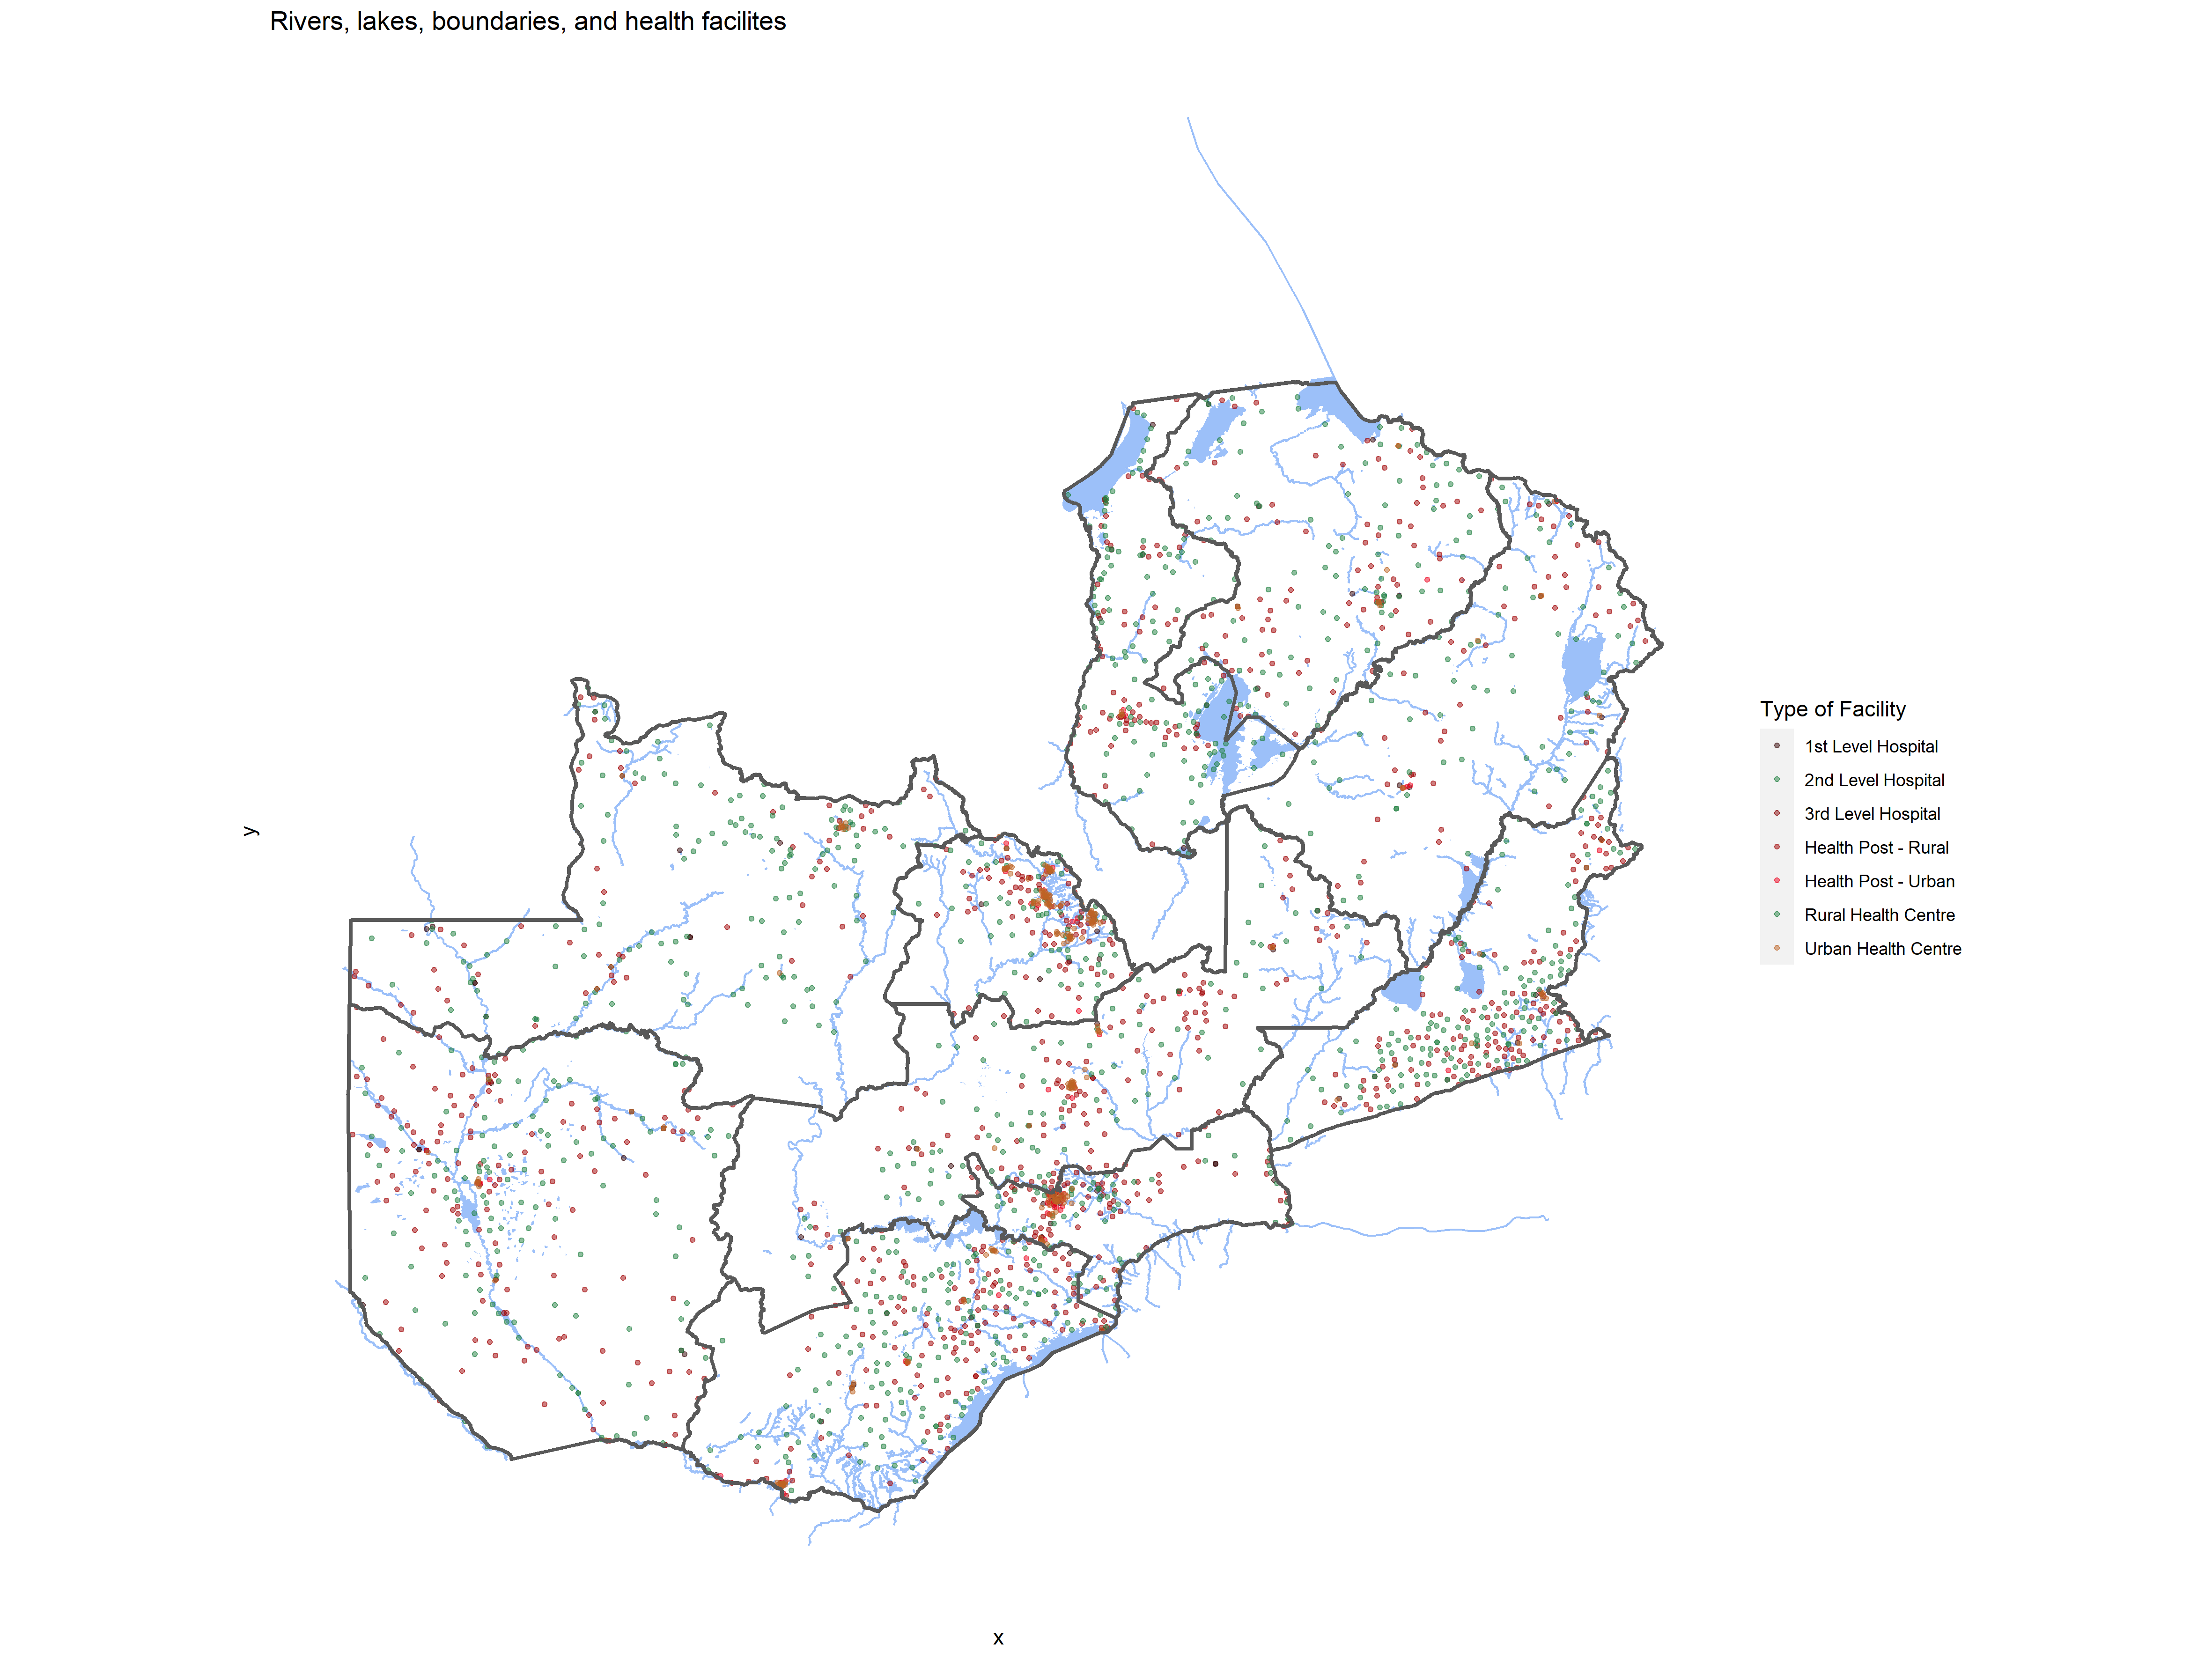 Rivers, lakes, boundaries, and health facilites
y
Type of Facility
1st Level Hospital
2nd Level Hospital
3rd Level Hospital
Health Post - Rural
Health Post - Urban
Rural Health Centre
Urban Health Centre
x